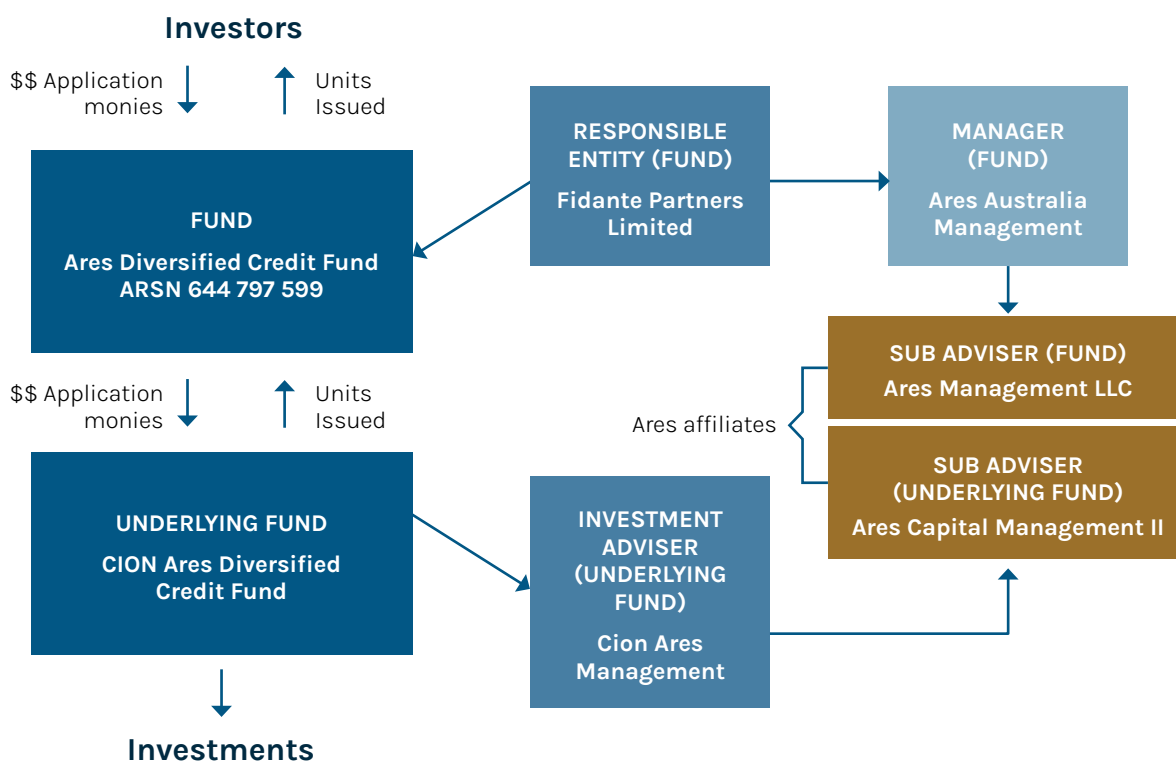 Investors
$$ Application
monies
Units
Issued
FUND
Ares Diversified Credit Fund
ARSN 644 797 599
RESPONSIBLE
ENTITY (FUND)
Fidante Partners
Limited
MANAGER
(FUND)
Ares Australia
Management
SUB ADVISER (FUND)
Ares Management LLC
Ares affiliates
SUB ADVISER
(UNDERLYING FUND)
Ares Capital Management II
$$ Application
monies
Units
Issued
UNDERLYING FUND
CION Ares Diversified
Credit Fund
INVESTMENT
ADVISER
(UNDERLYING
FUND)
Cion Ares
Management
Investments